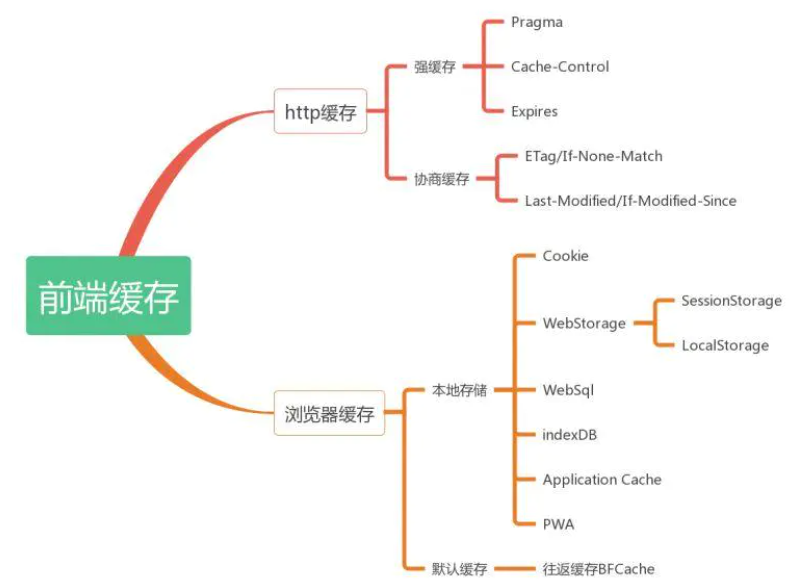 前端缓存
http缓存
强缓存
Pragma
Cache-Control
Expires
协商缓存
ETag/If-None-Match
Last-Modified/If-Modified-Since
浏览器缓存
本地存储
Cookie
WebStorage
SessionStorage
LocalStorage
WebSql
indexDB
Application Cache
PWA
默认缓存
往返缓存BFCache